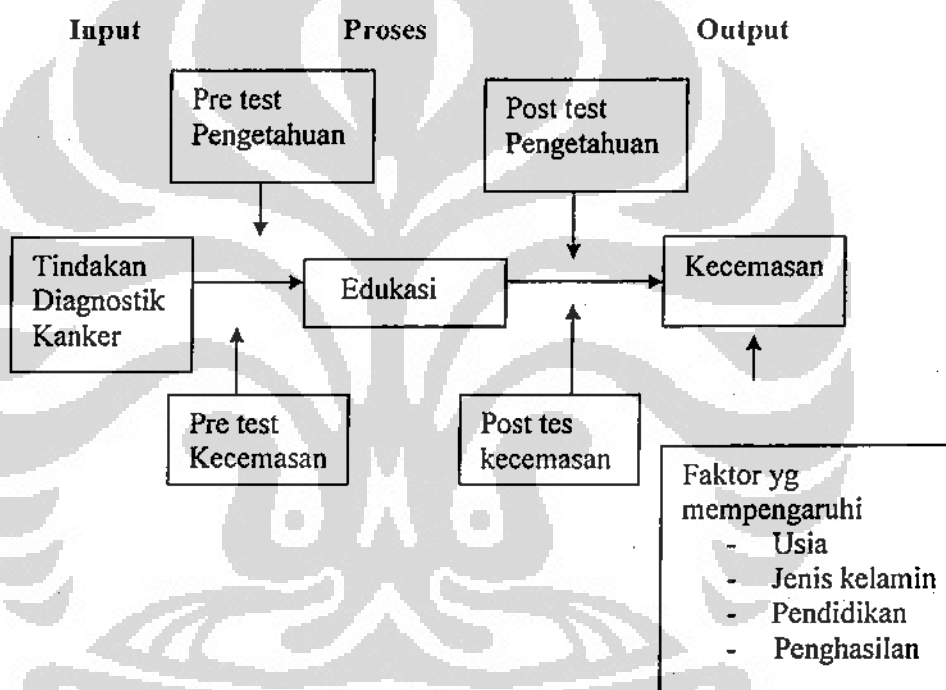 Input Proses Output
Pre test
Pengetahuan
Post test
Pengetahuan
Tindakan
Diagnostik
Kanker
Edukasi
Kecemasan
Pre test
Kecemasan
Post tes
kecemasan
Faktor yg
mempengaruhi
- Usia
- Jenis kelamin
- Pendidikan
- Penghasilan